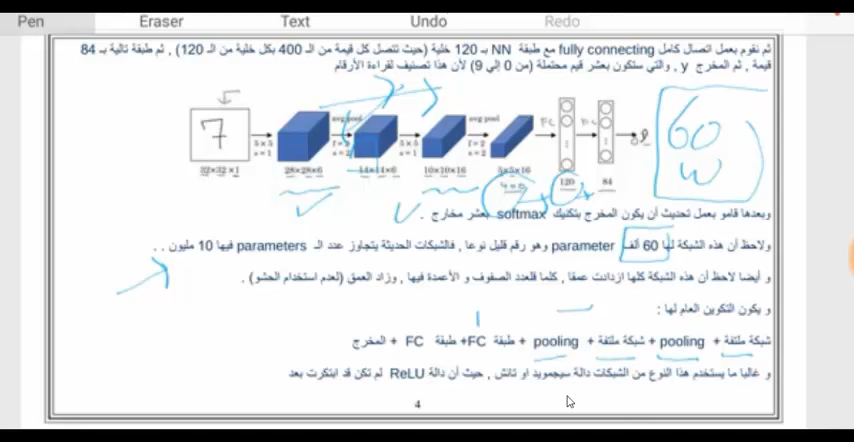 Pen Eraser Text Undo Redo
ثم نقوم بعمل اتصال كامل fully connecting مع طبقة NN بـ 120 خلية (حيث تتصل كل قيمة من الـ 400 بكل خلية من الـ 120) , ثم طبقة تالية بـ 84
قيمة , ثم المخرج y , والتي ستكون بعشر قيم محتملة (من 0 إلي 9) لأن هذا تصنيف لقراءة الأرقام
7
avg pool avg pool FC FC 60
5 × 5 f = 2 5 × 5 f = 2 ŷ
s = 1 s = 2 s = 1 s = 2 W
32×32 ×1 28×28×6 14×14×6 10×10×16 5×5×16 120 84
400
وبعدها قامو بعمل تحديث أن يكون المخرج بتكنيك softmax بعشر مخارج .
ولاحظ أن هذه الشبكة لها 60 ألف parameter وهو رقم قليل نوعا , فالشبكات الحديثة يتجاوز عدد الـ parameters فيها 10 مليون . .
و أيضا لاحظ أن هذه الشبكة كلها ازدادت عمقا , كلما قلعدد الصفوف و الأعمدة فيها , وزاد العمق (لعدم استخدام الحشو) .
و يكون التكوين العام لها :
شبكة ملتفة + pooling + شبكة ملتفة + pooling + طبقة FC+ طبقة FC + المخرج
و غالبا ما يستخدم هذا النوع من الشبكات دالة سيجمويد او تانش , حيث أن دالة ReLU لم تكن قد ابتكرت بعد
4